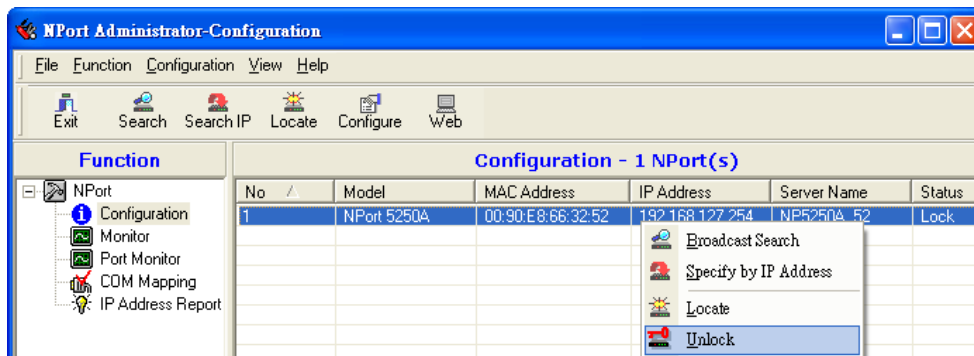 NPort Administrator-Configuration
File Function Configuration View Help
Exit Search Search IP Locate Configure Web
Function
Configuration - 1 NPort(s)
NPort
Configuration
Monitor
Port Monitor
COM Mapping
IP Address Report
No Model MAC Address IP Address Server Name Status
1 NPort 5250A 00:90:E8:66:32:52 192.168.127.254 NP5250A_52 Lock
Broadcast Search
Specify by IP Address
Locate
Unlock